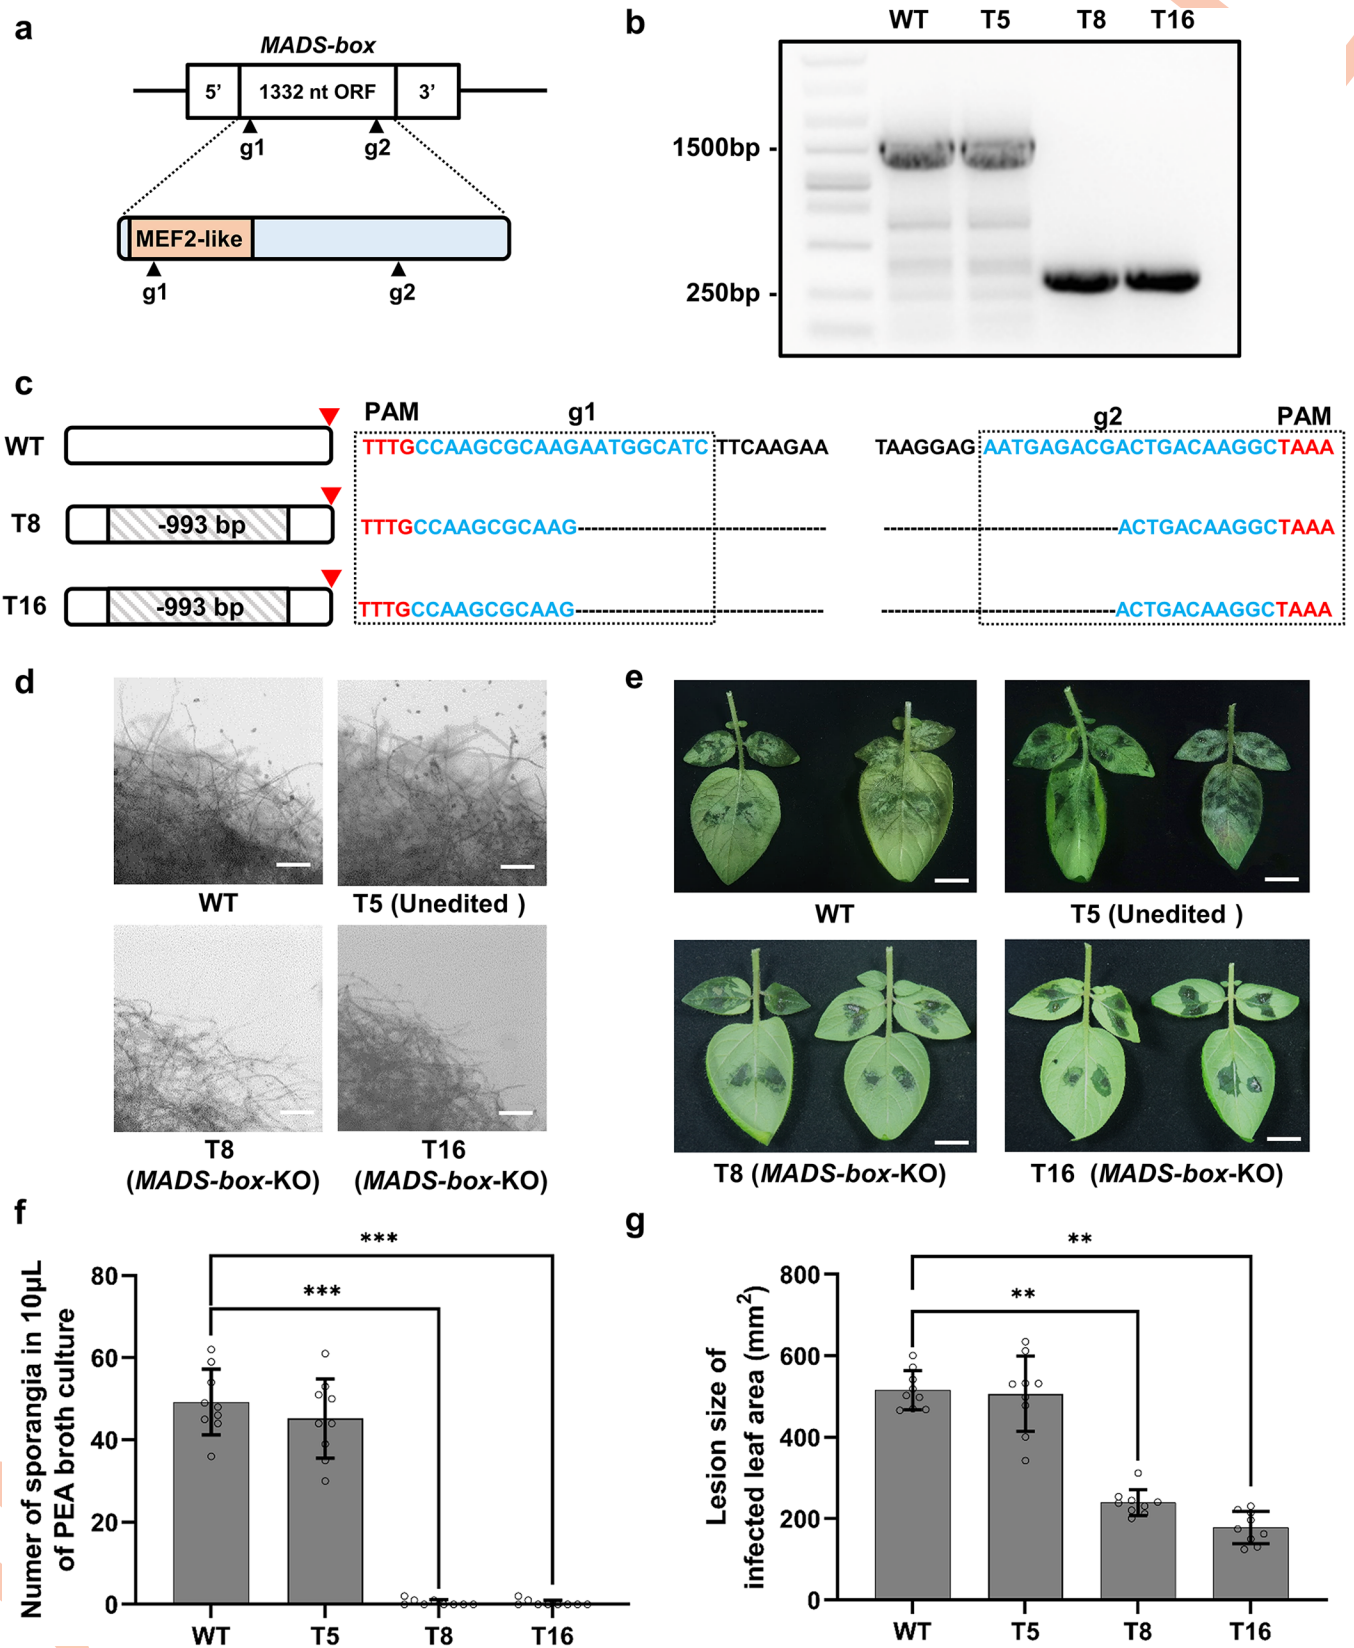 a
MADS-box
5’
1332 nt ORF
3’
g1
g2
MEF2-like
g1
g2
b
WT
T5
T8
T16
1500bp -
250bp -
c
PAM
g1
g2
PAM
WT
TTTGCCAAGCGCAAGAATGGCATCTTCAAGAA
TAAGGAGAATGAGACGACTGACAAGGCTAAA
T8
-993 bp
TTTGCCAAGCGCAAG--------------------------------
------------------------------ACTGACAAGGCTAAA
T16
-993 bp
TTTGCCAAGCGCAAG--------------------------------
------------------------------ACTGACAAGGCTAAA
d
WT
T5 (Unedited )
T8
(MADS-box-KO)
T16
(MADS-box-KO)
e
WT
T5 (Unedited )
T8 (MADS-box-KO)
T16 (MADS-box-KO)
f
Numer of sporangia in 10µL
of PEA broth culture
80
60
40
20
0
***
***
WT
T5
T8
T16
g
Lesion size of
infected leaf area (mm2)
800
600
400
200
0
**
**
WT
T5
T8
T16